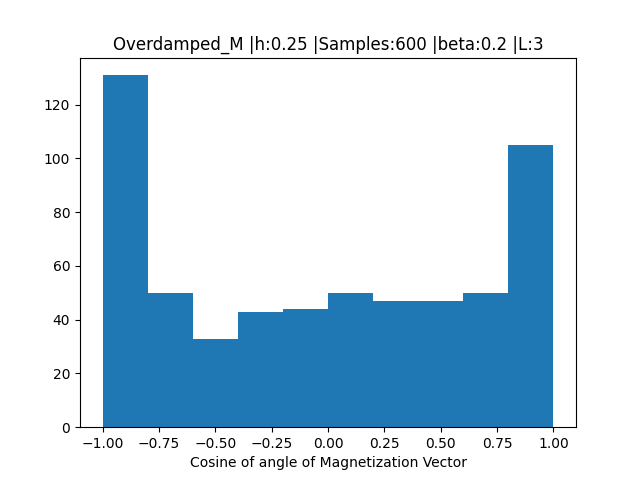 Overdamped_M |h:0.25 |Samples:600 |beta:0.2 |L:3
120
100
80
60
40
20
0
−1.00 −0.75 −0.50 −0.25 0.00 0.25 0.50 0.75 1.00
Cosine of angle of Magnetization Vector